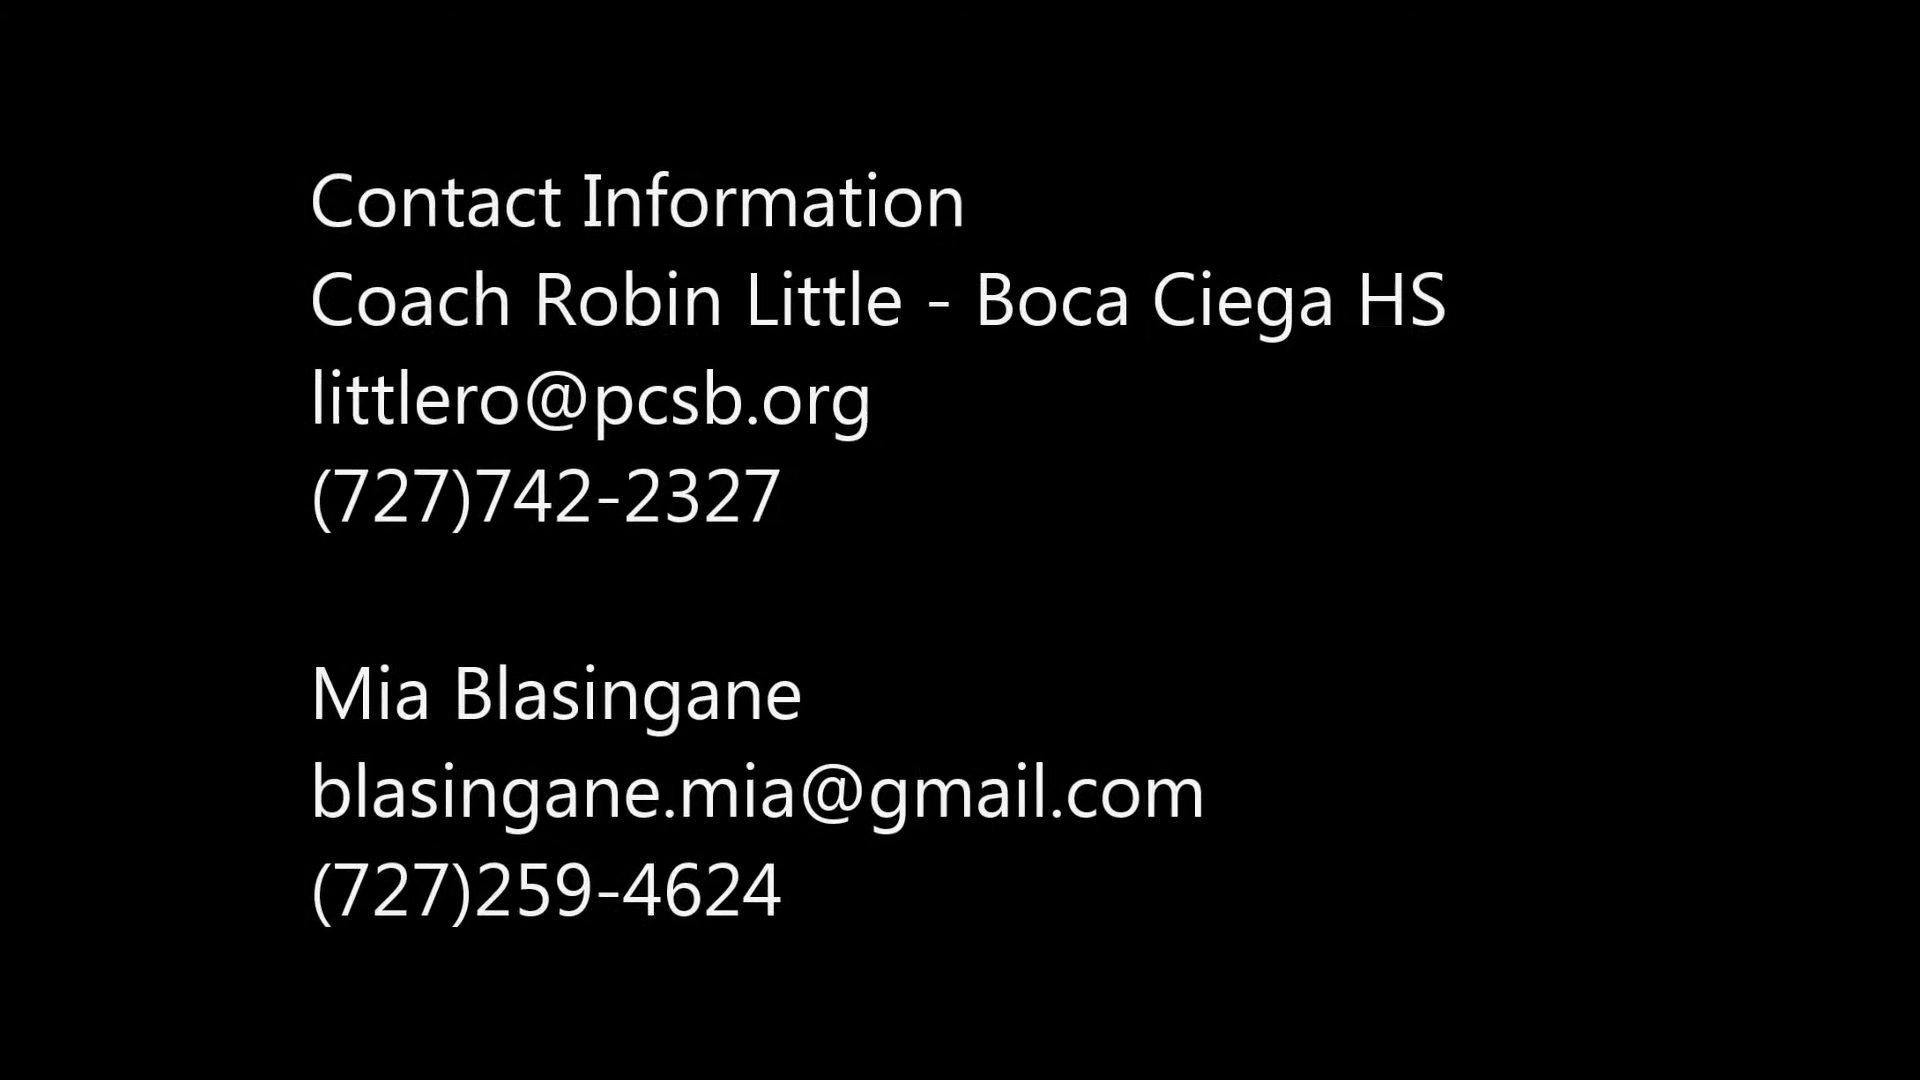 Contact Information
Coach Robin Little - Boca Ciega HS
littlero@pcsb.org
(727)742-2327
Mia Blasingane
blasingane.mia@gmail.com
(727)259-4624